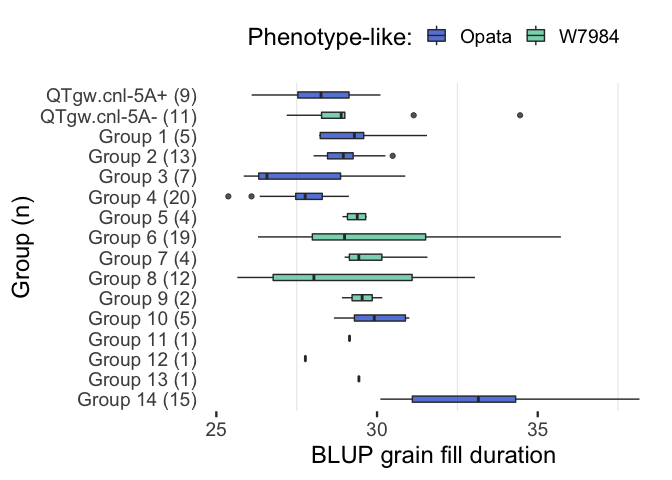 Phenotype-like: Opata W7984
QTgw.cnl-5A+ (9)
QTgw.cnl-5A- (11)
Group 1 (5)
Group 2 (13)
Group 3 (7)
Group 4 (20)
Group 5 (4)
Group 6 (19)
Group 7 (4)
Group 8 (12)
Group 9 (2)
Group 10 (5)
Group 11 (1)
Group 12 (1)
Group 13 (1)
Group 14 (15)
Group (n)
25 30 35
BLUP grain fill duration